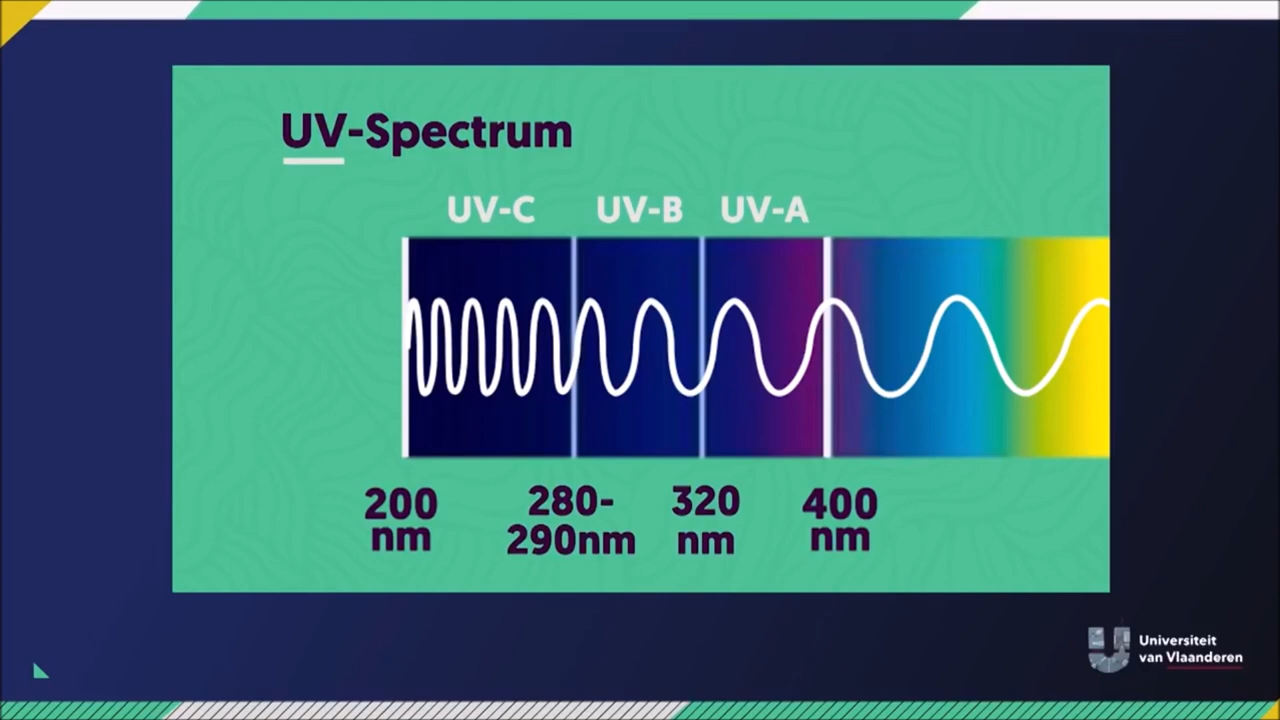 UV-Spectrum
UV-C UV-B UV-A
200 nm
280-
290nm
320 nm
400 nm
Universiteit
van Vlaanderen